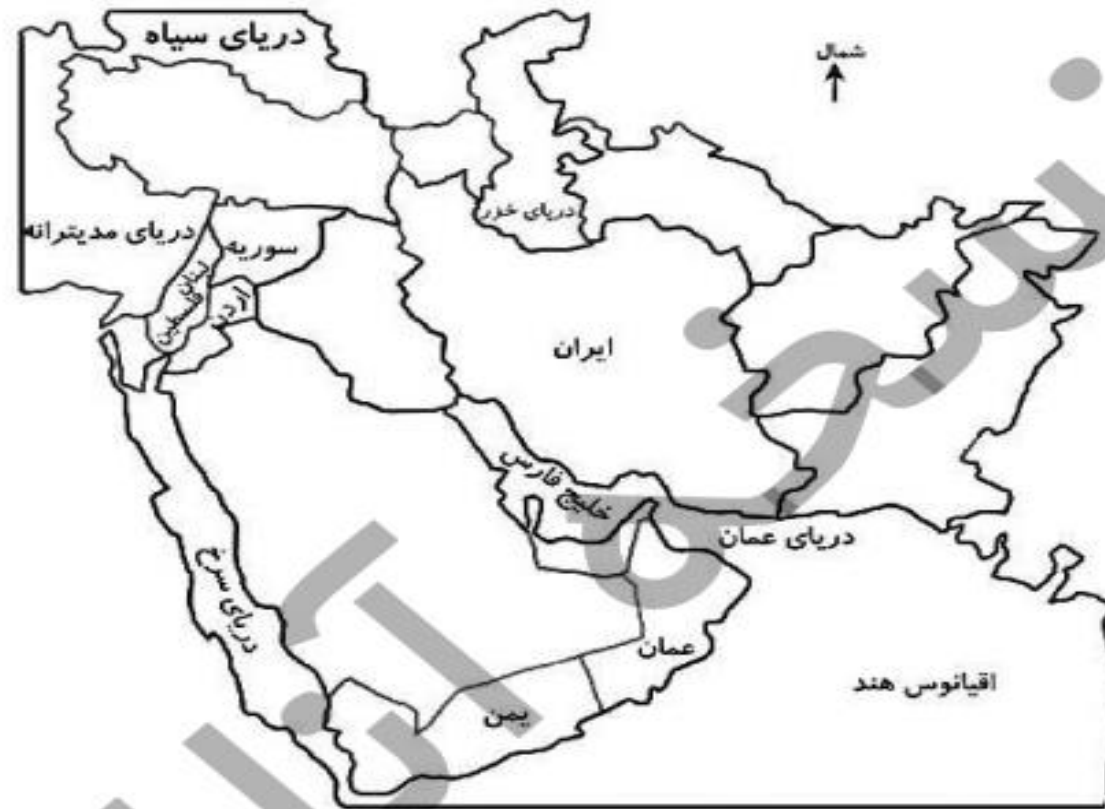 دریای سیاه
شمال
دریای خزر
دریای مدیترانه
سوریه
لبنان
فلسطین
اردن
ایران
خلیج فارس
دریای عمان
دریای سرخ
عمان
اقیانوس هند
یمن